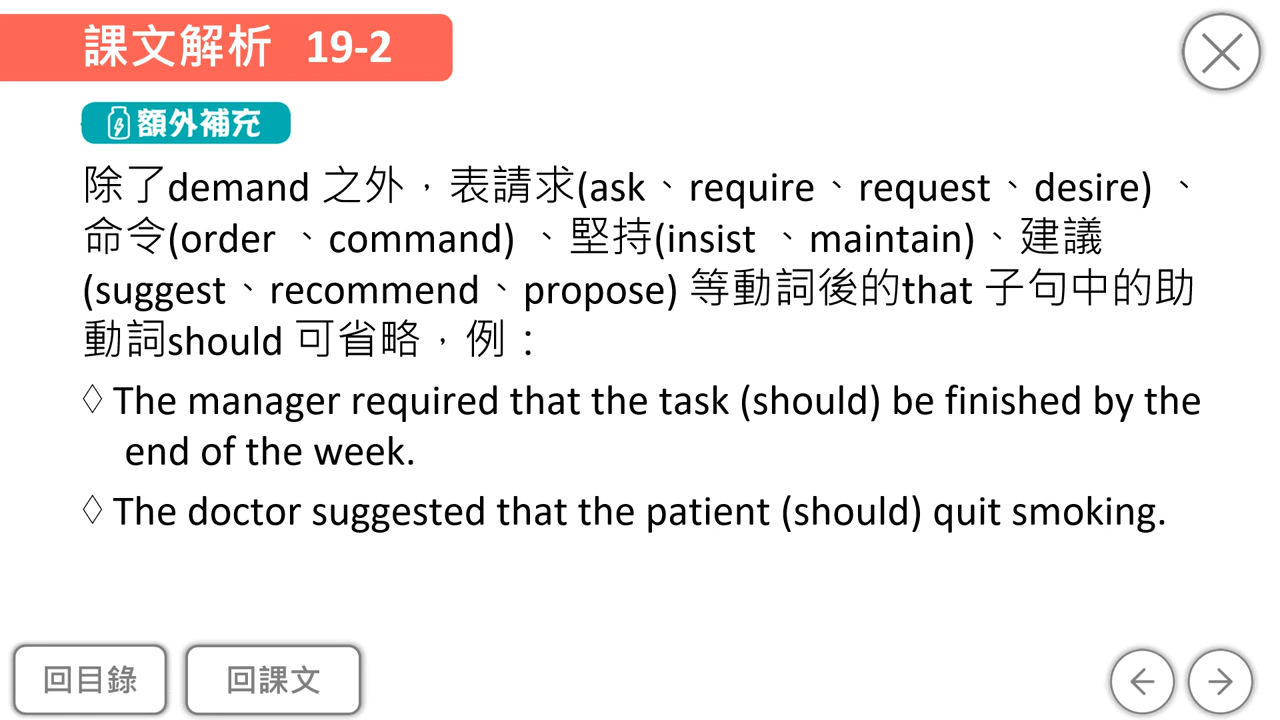 課文解析 19-2
額外補充
除了demand 之外，表請求(ask、require、request、desire) 、
命令(order 、command) 、堅持(insist 、maintain)、建議
(suggest、recommend、propose) 等動詞後的that 子句中的助
動詞should 可省略，例：
◊ The manager required that the task (should) be finished by the
end of the week.
◊ The doctor suggested that the patient (should) quit smoking.
回目錄 回課文